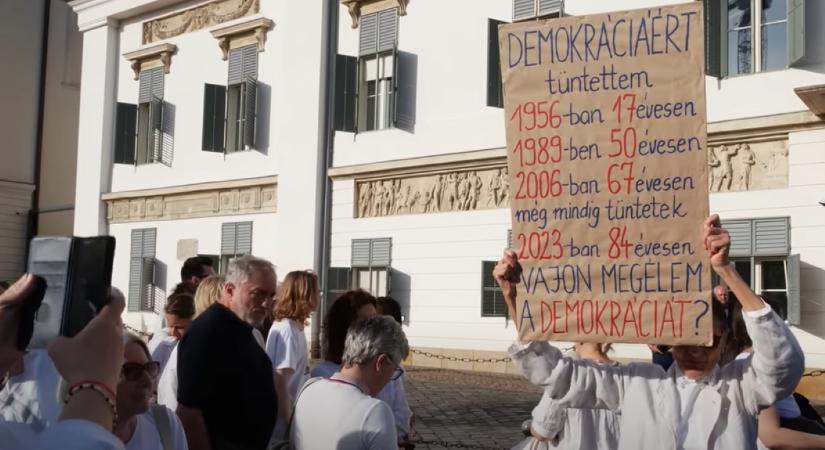 DEMOKRÁCIÁÉRT
tüntettem
1956-ban 17évesen
1989-ben 50évesen
2006-ban 67évesen
még mindig tüntetek
2023-ban 84évesen
VAJON MEGÉLEM
A DEMOKRÁCIÁT?